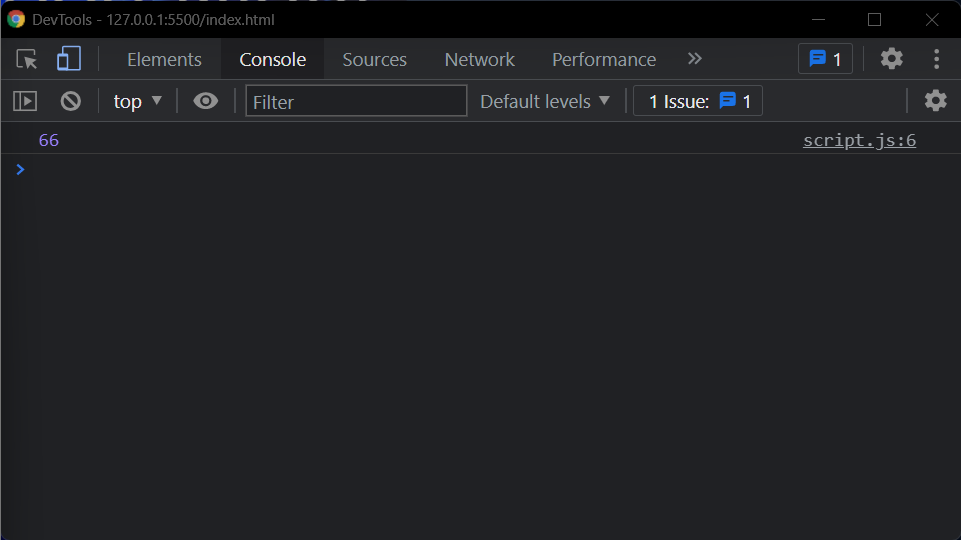 DevTools - 127.0.0.1:5500/index.html
Elements Console Sources Network Performance » 1
top Filter Default levels 1 Issue: 1
66 script.js:6
>